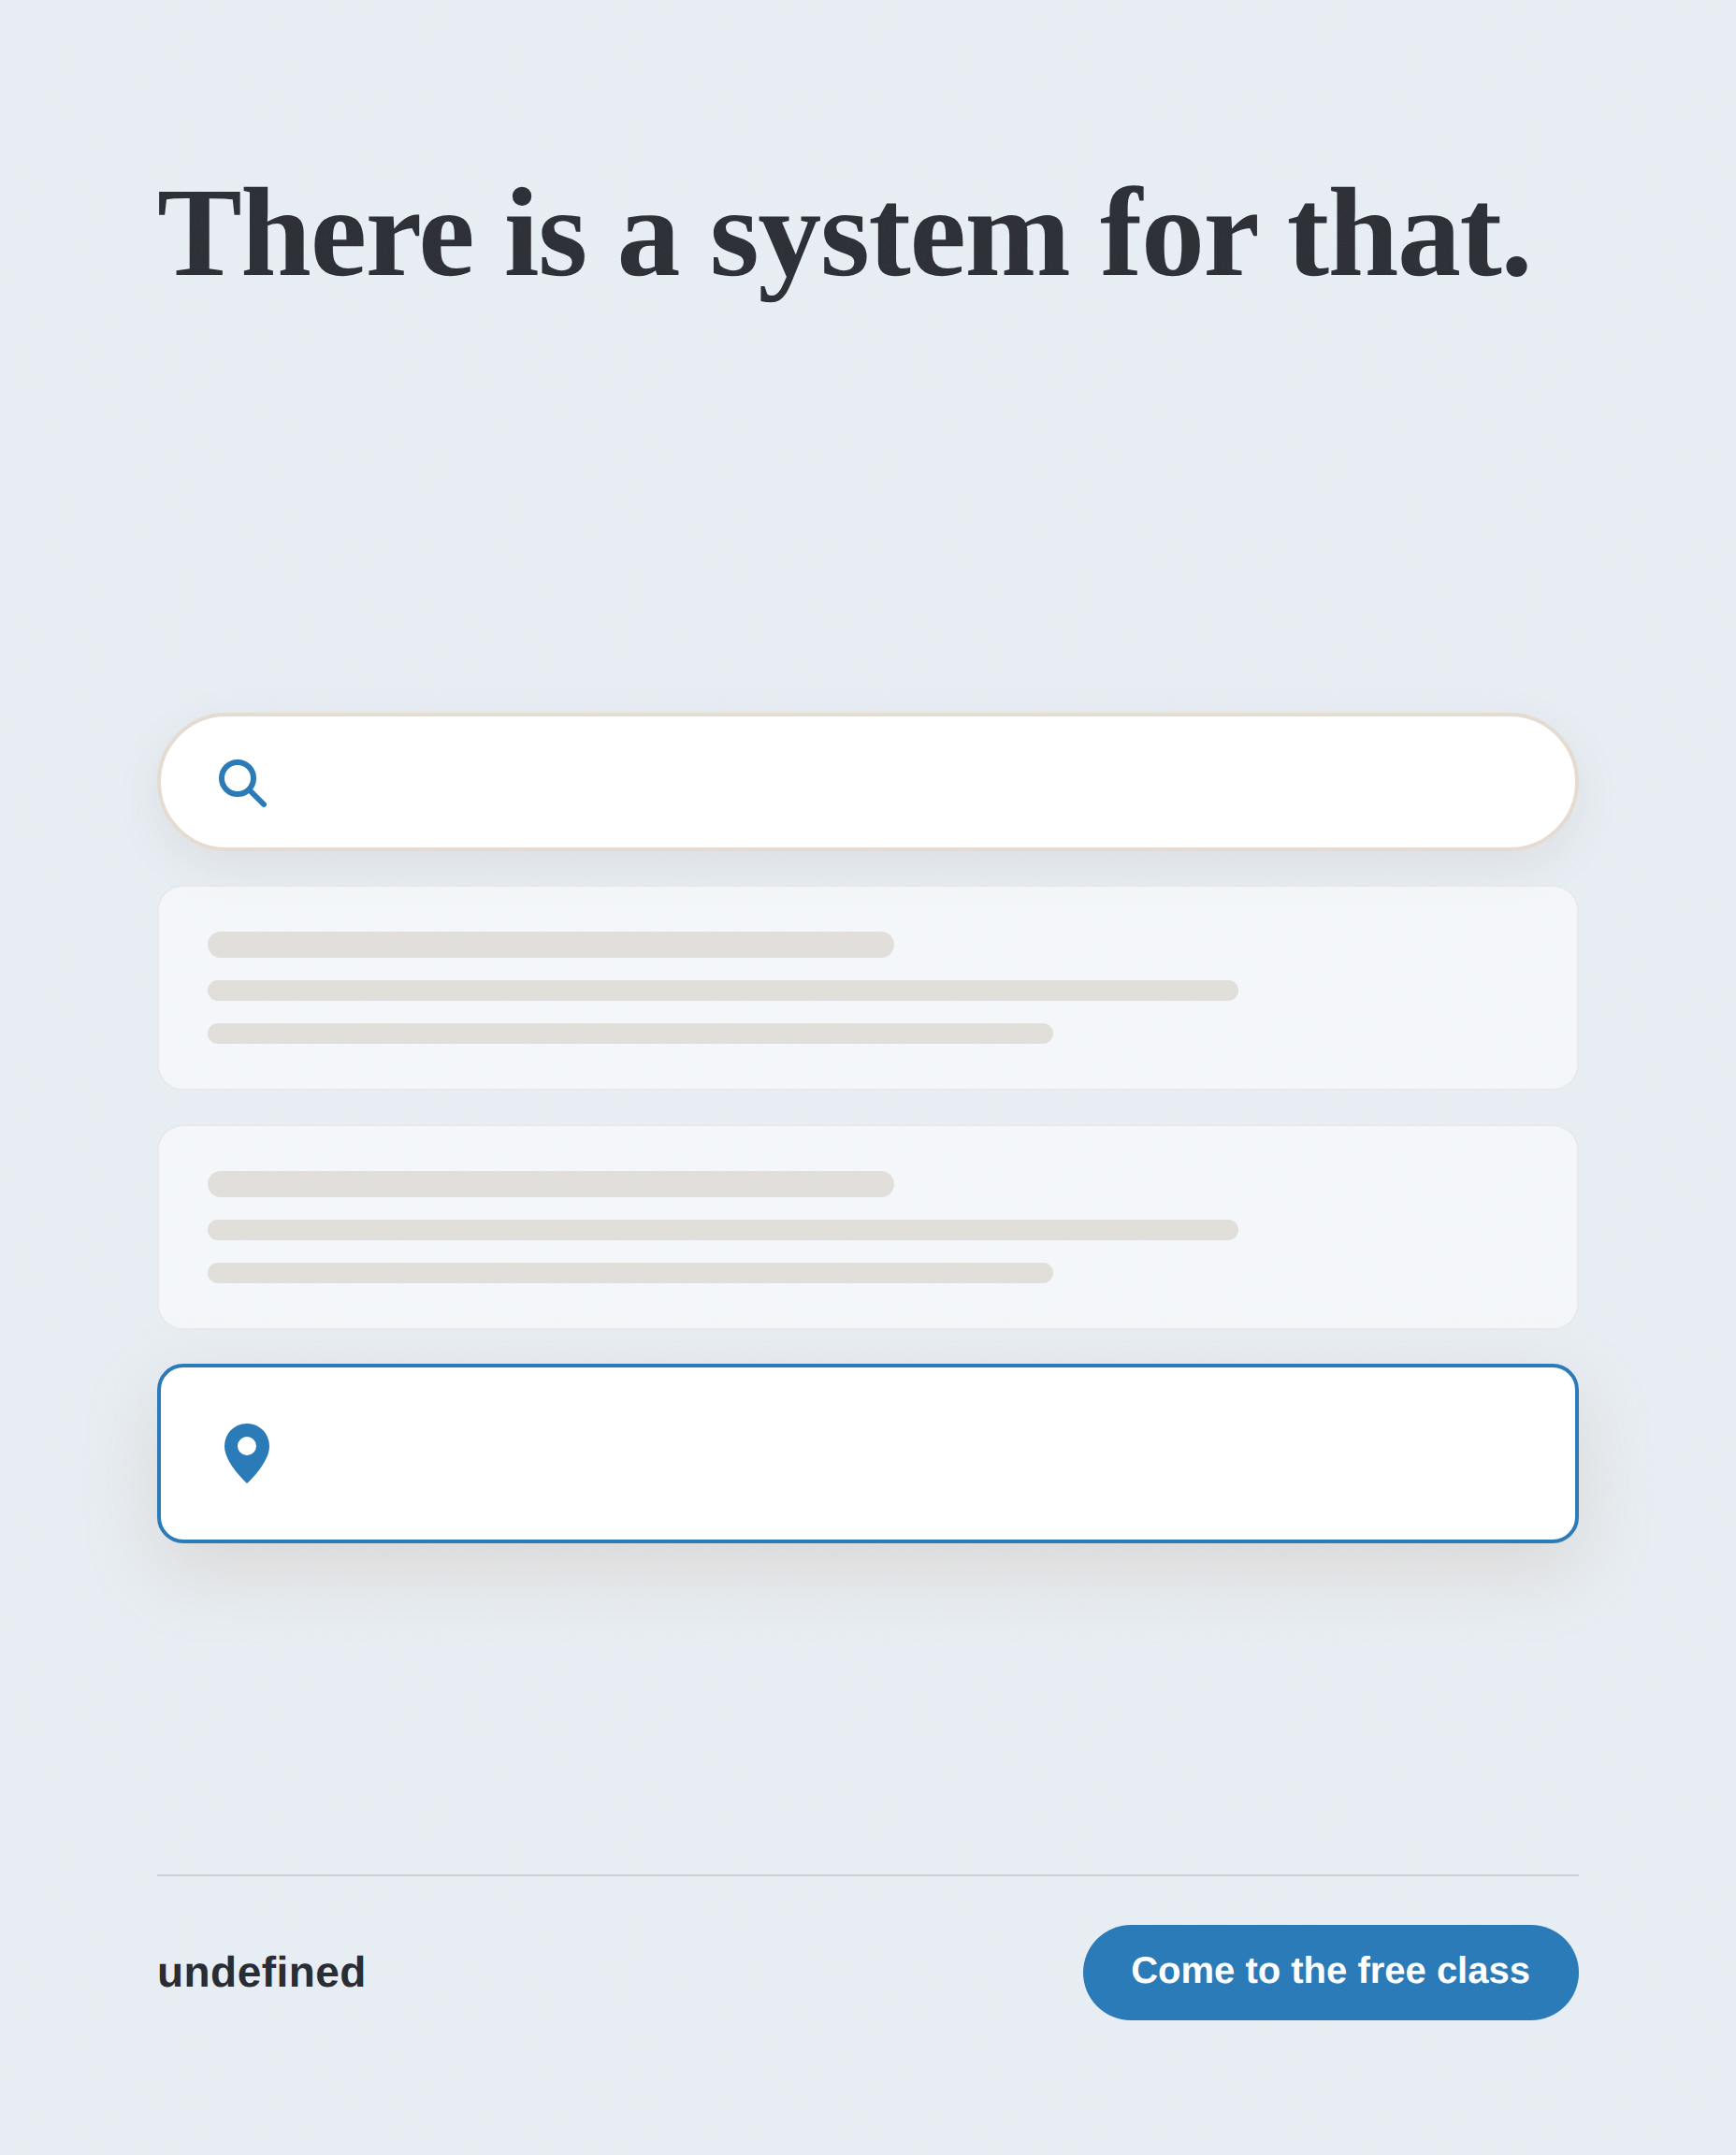 There is a system for that.
undefined
Come to the free class